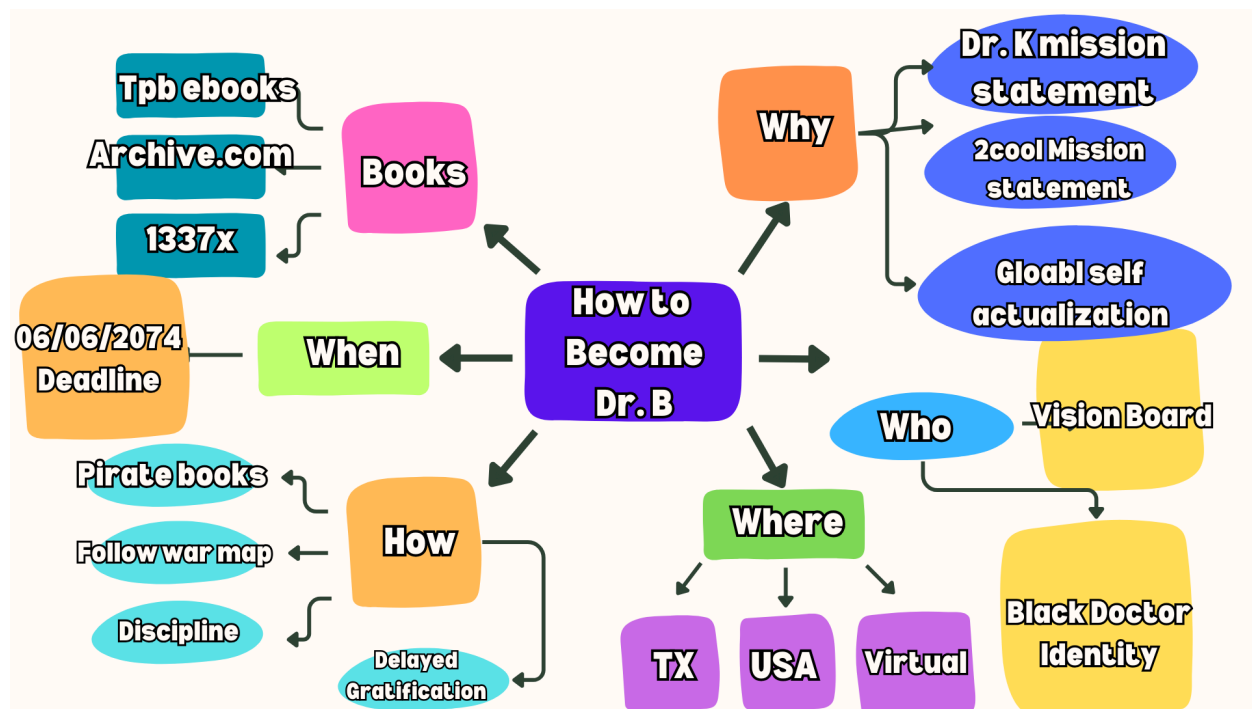 Tpb ebooks
Archive.com
1337x
Books
Why
Dr. K mission
statement
2cool Mission
statement
Gloabl self
actualization
How to
Become
Dr. B
When
06/06/2074
Deadline
Who
Vision Board
Black Doctor
Identity
Pirate books
Follow war map
Discipline
How
Delayed
Gratification
Where
TX
USA
Virtual